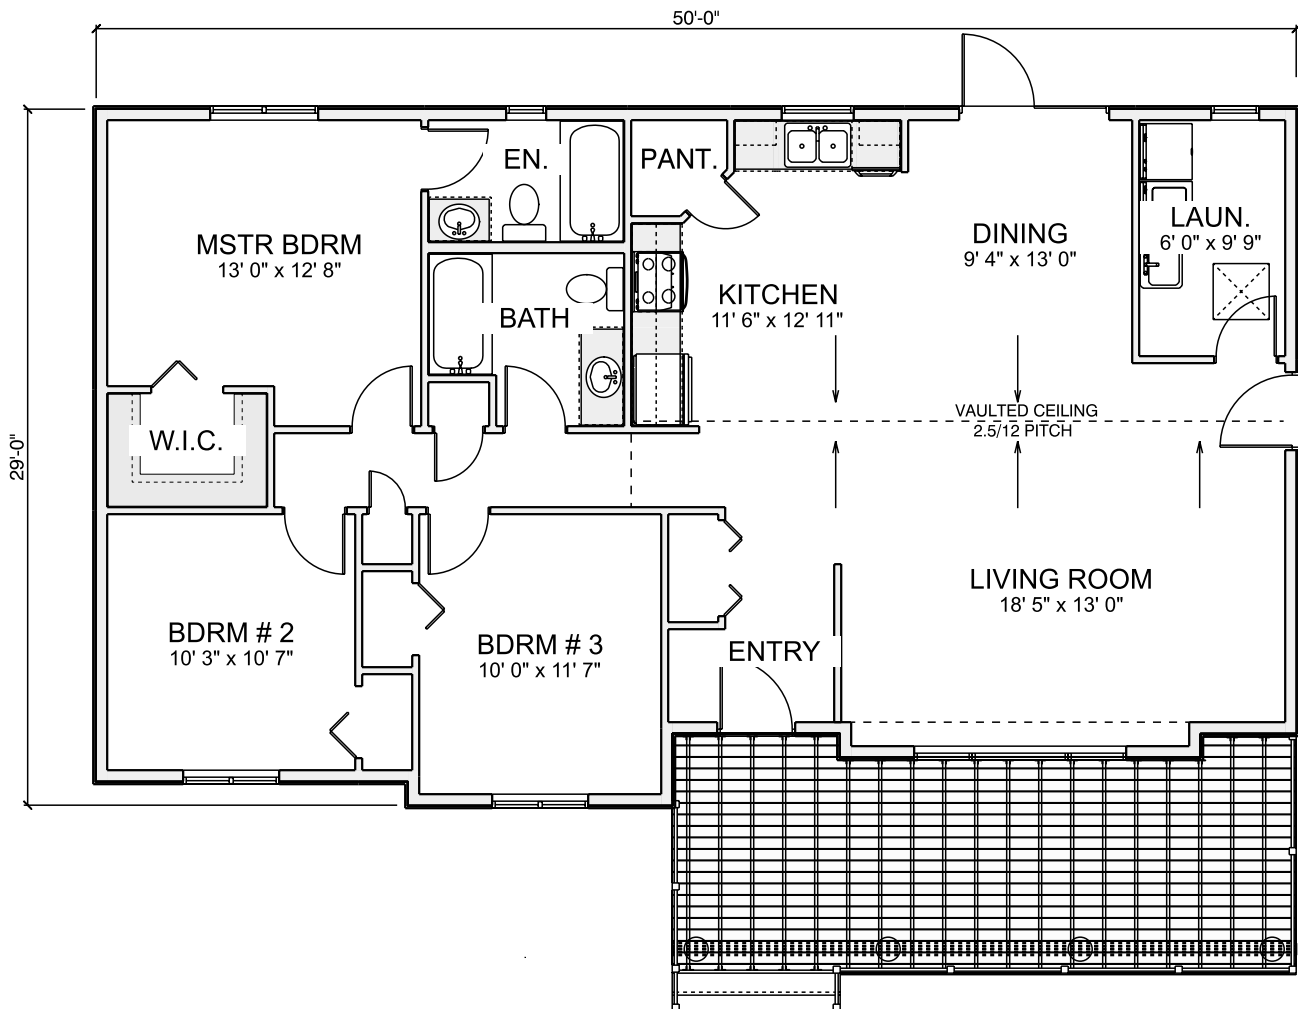 50'-0"
EN.
PANT.
MSTR BDRM
13' 0" x 12' 8"
DINING
9' 4" x 13' 0"
LAUN.
6' 0" x 9' 9"
KITCHEN
11' 6" x 12' 11"
BATH
VAULTED CEILING
2.5/12 PITCH
W.I.C.
29'-0"
LIVING ROOM
18' 5" x 13' 0"
BDRM # 2
10' 3" x 10' 7"
BDRM # 3
10' 0" x 11' 7"
ENTRY